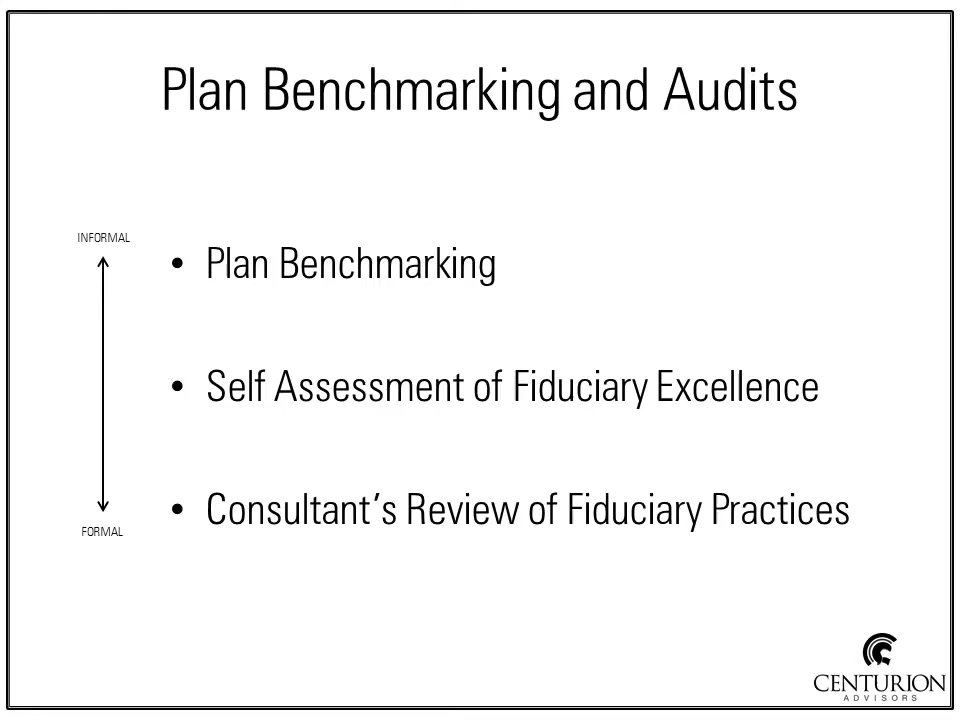 Plan Benchmarking and Audits
INFORMAL
• Plan Benchmarking
• Self Assessment of Fiduciary Excellence
• Consultant’s Review of Fiduciary Practices
FORMAL
CENTURION
ADVISORS